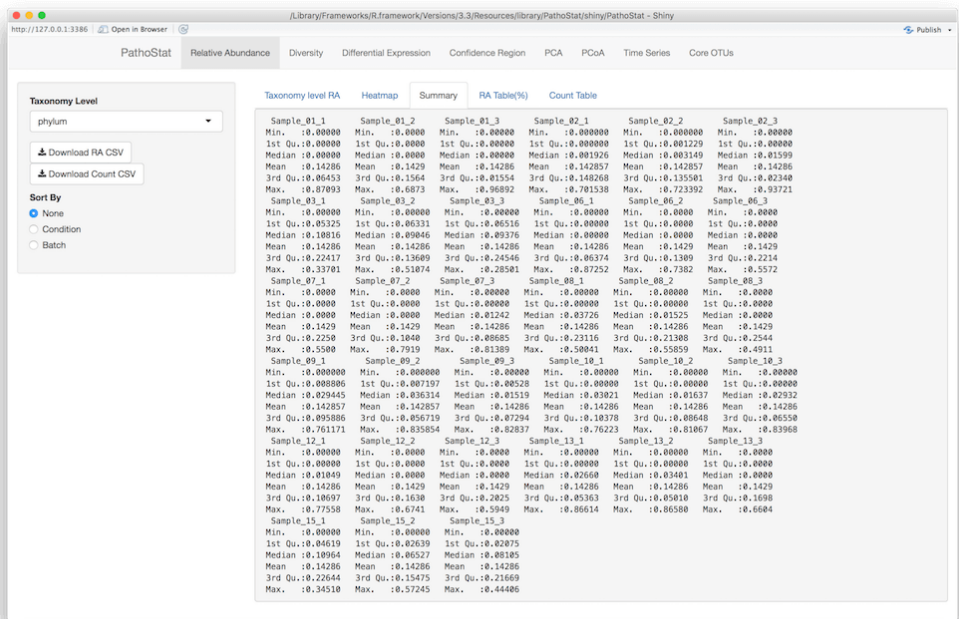 /Library/Frameworks/R.framework/Versions/3.3/Resources/library/PathoStat/shiny/PathoStat - Shiny
http://127.0.0.1:3386 Open in Browser Publish
PathoStat Relative Abundance Diversity Differential Expression Confidence Region PCA PCoA Time Series Core OTUs
Taxonomy Level
phylum
Download RA CSV
Download Count CSV
Sort By
None
Condition
Batch
Taxonomy level RA Heatmap Summary RA Table(%) Count Table
Sample_01_1 Sample_01_2 Sample_01_3 Sample_02_1 Sample_02_2 Sample_02_3
Min. :0.00000 Min. :0.0000 Min. :0.00000 Min. :0.000000 Min. :0.000000 Min. :0.00000
1st Qu.:0.00000 1st Qu.:0.0000 1st Qu.:0.00000 1st Qu.:0.000000 1st Qu.:0.001229 1st Qu.:0.00000
Median :0.00000 Median :0.0000 Median :0.00000 Median :0.001926 Median :0.003149 Median :0.01599
Mean :0.14286 Mean :0.1429 Mean :0.14286 Mean :0.142857 Mean :0.142857 Mean :0.14286
3rd Qu.:0.06453 3rd Qu.:0.1564 3rd Qu.:0.01554 3rd Qu.:0.148268 3rd Qu.:0.135501 3rd Qu.:0.02340
Max. :0.87093 Max. :0.6873 Max. :0.96892 Max. :0.701538 Max. :0.723392 Max. :0.93721
Sample_03_1 Sample_03_2 Sample_03_3 Sample_06_1 Sample_06_2 Sample_06_3
Min. :0.00000 Min. :0.00000 Min. :0.00000 Min. :0.00000 Min. :0.0000 Min. :0.0000
1st Qu.:0.05325 1st Qu.:0.06331 1st Qu.:0.06516 1st Qu.:0.00000 1st Qu.:0.0000 1st Qu.:0.0000
Median :0.10816 Median :0.09046 Median :0.09376 Median :0.00000 Median :0.0000 Median :0.0000
Mean :0.14286 Mean :0.14286 Mean :0.14286 Mean :0.14286 Mean :0.1429 Mean :0.1429
3rd Qu.:0.22417 3rd Qu.:0.13609 3rd Qu.:0.24546 3rd Qu.:0.06374 3rd Qu.:0.1309 3rd Qu.:0.2214
Max. :0.33701 Max. :0.51074 Max. :0.28501 Max. :0.87252 Max. :0.7382 Max. :0.5572
Sample_07_1 Sample_07_2 Sample_07_3 Sample_08_1 Sample_08_2 Sample_08_3
Min. :0.0000 Min. :0.0000 Min. :0.00000 Min. :0.00000 Min. :0.00000 Min. :0.0000
1st Qu.:0.0000 1st Qu.:0.0000 1st Qu.:0.00000 1st Qu.:0.00000 1st Qu.:0.00000 1st Qu.:0.0000
Median :0.0000 Median :0.0000 Median :0.01242 Median :0.03726 Median :0.01525 Median :0.0000
Mean :0.1429 Mean :0.1429 Mean :0.14286 Mean :0.14286 Mean :0.14286 Mean :0.1429
3rd Qu.:0.2250 3rd Qu.:0.1040 3rd Qu.:0.08685 3rd Qu.:0.23116 3rd Qu.:0.21308 3rd Qu.:0.2544
Max. :0.5500 Max. :0.7919 Max. :0.81389 Max. :0.50041 Max. :0.55859 Max. :0.4911
Sample_09_1 Sample_09_2 Sample_09_3 Sample_10_1 Sample_10_2 Sample_10_3
Min. :0.000000 Min. :0.000000 Min. :0.00000 Min. :0.00000 Min. :0.00000 Min. :0.00000
1st Qu.:0.008806 1st Qu.:0.007197 1st Qu.:0.00528 1st Qu.:0.00000 1st Qu.:0.00000 1st Qu.:0.00000
Median :0.029445 Median :0.036314 Median :0.01519 Median :0.03021 Median :0.01637 Median :0.02932
Mean :0.142857 Mean :0.142857 Mean :0.14286 Mean :0.14286 Mean :0.14286 Mean :0.14286
3rd Qu.:0.095886 3rd Qu.:0.056719 3rd Qu.:0.07294 3rd Qu.:0.10378 3rd Qu.:0.08648 3rd Qu.:0.06550
Max. :0.761171 Max. :0.835854 Max. :0.82837 Max. :0.76223 Max. :0.81067 Max. :0.83968
Sample_12_1 Sample_12_2 Sample_12_3 Sample_13_1 Sample_13_2 Sample_13_3
Min. :0.00000 Min. :0.0000 Min. :0.0000 Min. :0.00000 Min. :0.00000 Min. :0.0000
1st Qu.:0.00000 1st Qu.:0.0000 1st Qu.:0.0000 1st Qu.:0.00000 1st Qu.:0.00000 1st Qu.:0.0000
Median :0.01049 Median :0.0000 Median :0.0000 Median :0.02660 Median :0.03401 Median :0.0000
Mean :0.14286 Mean :0.1429 Mean :0.1429 Mean :0.14286 Mean :0.14286 Mean :0.1429
3rd Qu.:0.10697 3rd Qu.:0.1630 3rd Qu.:0.2025 3rd Qu.:0.05363 3rd Qu.:0.05010 3rd Qu.:0.1698
Max. :0.77558 Max. :0.6741 Max. :0.5949 Max. :0.86614 Max. :0.86580 Max. :0.6604
Sample_15_1 Sample_15_2 Sample_15_3
Min. :0.00000 Min. :0.00000 Min. :0.00000
1st Qu.:0.04619 1st Qu.:0.02639 1st Qu.:0.02075
Median :0.10964 Median :0.06527 Median :0.08105
Mean :0.14286 Mean :0.14286 Mean :0.14286
3rd Qu.:0.22644 3rd Qu.:0.15475 3rd Qu.:0.21669
Max. :0.34510 Max. :0.57245 Max. :0.44406